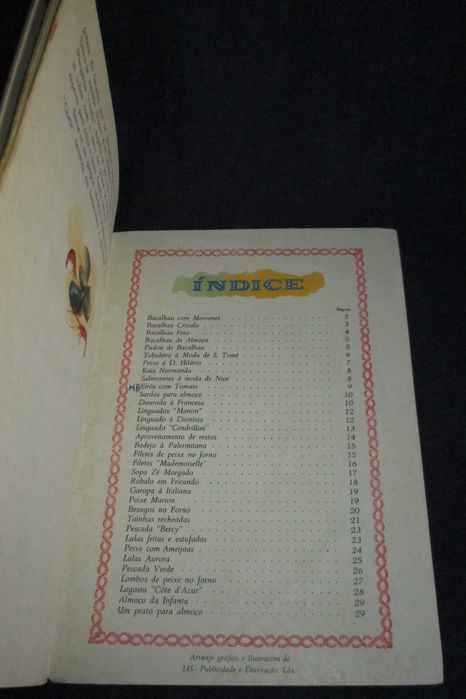 ÍNDICE
Págna
Bacalhau com Morrones 3
Bacalhau Crioulo 3
Bacalhau Fino 4
Bacalhau de Almoço 5
Pudim de Bacalhau 5
Tabuleiro à Moda de S. Tomé 6
Peixe à D. Hilário 7
Raia Normanda 8
Salmonetes à moda de Nice 8
MB Eirós com Tomate 9
Sardas para almoço 10
Dourada à Francesa 10
Linguados "Manon" 12
Linguado à Dionísio 12
Linguado "Cendrillon" 13
Aproveitamento de restos 14
Badejo à Palermitana 15
Filetes de peixe no forno 15
Filetes "Mademoiselle" 16
Sopa Zé Morgado 17
Robalo em Fricandó 18
Garopa à Italiana 19
Peixe Marion 19
Besugos no Forno 20
Tainhas recheadas 21
Pescada "Bercy" 23
Lulas fritas e estufadas 23
Peixe com Ameijoas 24
Lulas Aurora 25
Pescada Verde 26
Lombos de peixe no forno 27
Lagosta "Côte d'Azur" 28
Almoço da Infanta 29
Um prato para almoço 29
Arranjo gráfico e ilustrações de
LIS - Publicidade e Decoração, Lda.